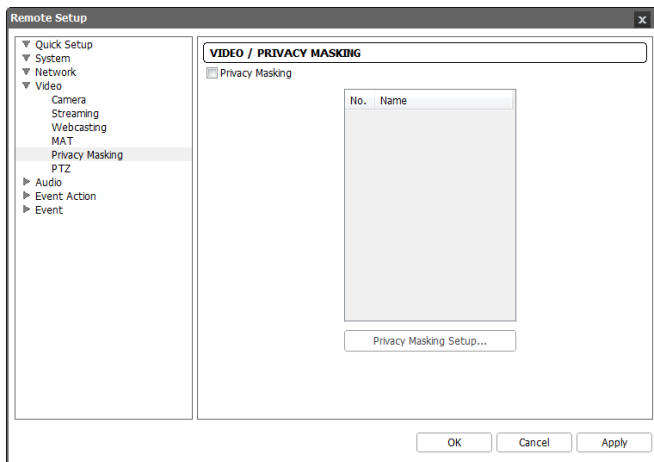 Remote Setup
x
Quick Setup
System
Network
Video
Camera
Streaming
Webcasting
MAT
Privacy Masking
PTZ
Audio
Event Action
Event
VIDEO / PRIVACY MASKING
Privacy Masking
No. Name
Privacy Masking Setup...
OK Cancel Apply